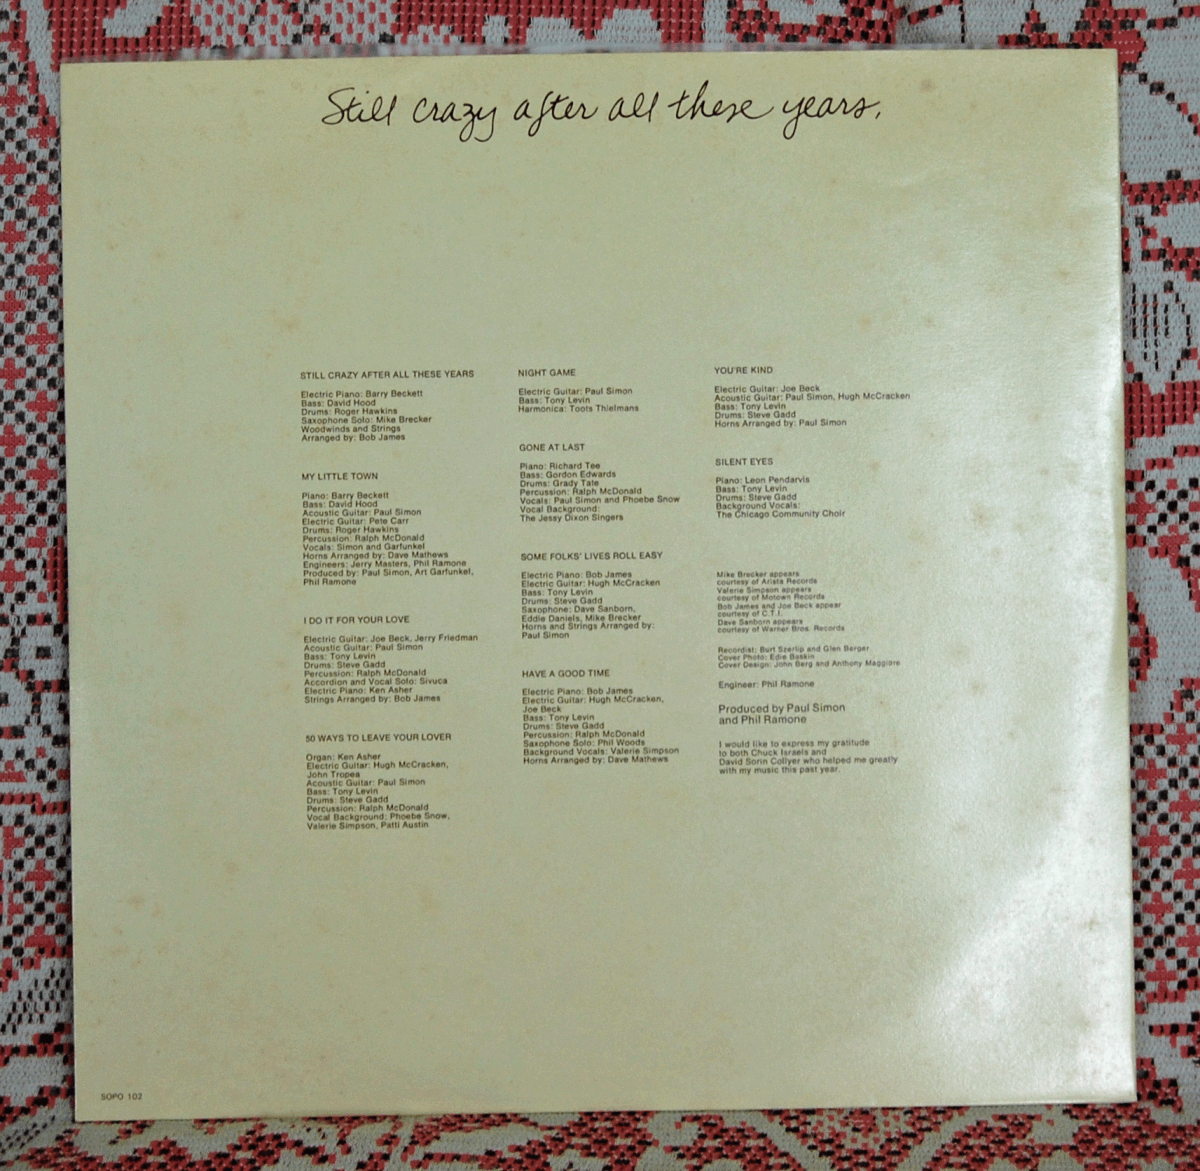 Still crazy after all these years.
STILL CRAZY AFTER ALL THESE YEARS
Electric Piano: Barry Beckett
Bass: David Hood
Drums: Roger Hawkins
Saxophone Solo: Mike Brecker
Woodwinds and Strings
Arranged by: Bob James
MY LITTLE TOWN
Piano: Barry Beckett
Bass: David Hood
Acoustic Guitar: Paul Simon
Electric Guitar: Pete Carr
Drums: Roger Hawkins
Percussion: Ralph McDonald
Vocals: Simon and Garfunkel
Horns Arranged by: Dave Mathews
Engineers: Jerry Masters, Phil Ramone
Produced by: Paul Simon, Art Garfunkel,
Phil Ramone
I DO IT FOR YOUR LOVE
Electric Guitar: Joe Beck, Jerry Friedman
Acoustic Guitar: Paul Simon
Bass: Tony Levin
Drums: Steve Gadd
Percussion: Ralph McDonald
Accordion and Vocal Solo: Sivuca
Electric Piano: Ken Asher
Strings Arranged by: Bob James
50 WAYS TO LEAVE YOUR LOVER
Organ: Ken Asher
Electric Guitar: Hugh McCracken,
John Tropea
Acoustic Guitar: Paul Simon
Bass: Tony Levin
Drums: Steve Gadd
Percussion: Ralph McDonald
Vocal Background: Phoebe Snow,
Valerie Simpson, Patti Austin
NIGHT GAME
Electric Guitar: Paul Simon
Bass: Tony Levin
Harmonica: Toots Thielmans
GONE AT LAST
Piano: Richard Tee
Bass: Gordon Edwards
Drums: Grady Tate
Percussion: Ralph McDonald
Vocals: Paul Simon and Phoebe Snow
Vocal Background:
The Jessy Dixon Singers
SOME FOLKS' LIVES ROLL EASY
Electric Piano: Bob James
Electric Guitar: Hugh McCracken
Bass: Tony Levin
Drums: Steve Gadd
Saxophone: Dave Sanborn,
Eddie Daniels, Mike Brecker
Horns and Strings Arranged by:
Paul Simon
HAVE A GOOD TIME
Electric Piano: Bob James
Electric Guitar: Hugh McCracken,
Joe Beck
Bass: Tony Levin
Drums: Steve Gadd
Percussion: Ralph McDonald
Saxophone Solo: Phil Woods
Background Vocals: Valerie Simpson
Horns Arranged by: Dave Mathews
YOU'RE KIND
Electric Guitar: Joe Beck
Acoustic Guitar: Paul Simon, Hugh McCracken
Bass: Tony Levin
Drums: Steve Gadd
Horns Arranged by: Paul Simon
SILENT EYES
Piano: Leon Pendarvis
Bass: Tony Levin
Drums: Steve Gadd
Background Vocals:
The Chicago Community Choir
Mike Brecker appears
courtesy of Arista Records
Valerie Simpson appears
courtesy of Motown Records
Bob James and Joe Beck appear
courtesy of C.T.I.
Dave Sanborn appears
courtesy of Warner Bros. Records
Recordist: Burt Szerlip and Glen Berger
Cover Photo: Edie Baskin
Cover Design: John Berg and Anthony Maggiore
Engineer: Phil Ramone
Produced by Paul Simon
and Phil Ramone
I would like to express my gratitude
to both Chuck Israels and
David Sorin Collyer who helped me greatly
with my music this past year.
SOPO 102